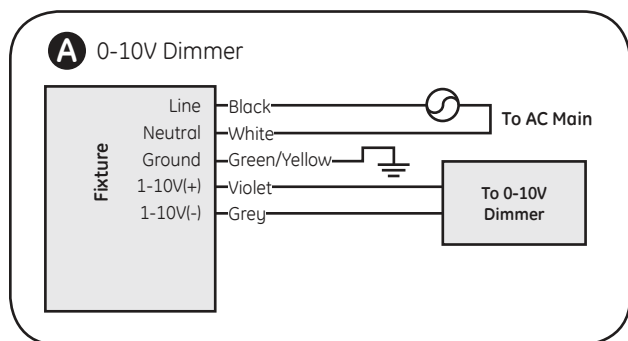 A 0-10V Dimmer
Line Black
Neutral White
To AC Main
Ground Green/Yellow
Fixture
1-10V(+) Violet
1-10V(-) Grey
To 0-10V
Dimmer